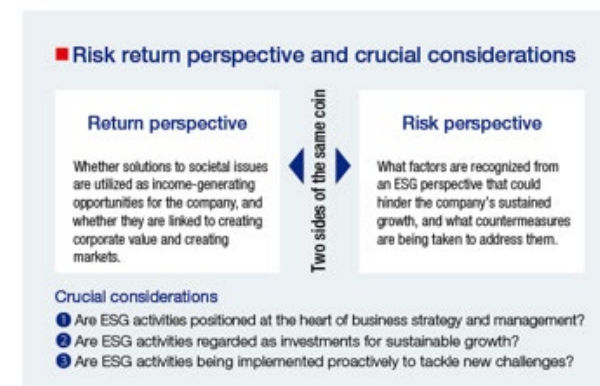 Risk return perspective and crucial considerations
Return perspective
Whether solutions to societal issues
are utilized as income-generating
opportunities for the company, and
whether they are linked to creating
corporate value and creating
markets.
Two sides of the same coin
Risk perspective
What factors are recognized from
an ESG perspective that could
hinder the company's sustained
growth, and what countermeasures
are being taken to address them.
Crucial considerations
1 Are ESG activities positioned at the heart of business strategy and management?
2 Are ESG activities regarded as investments for sustainable growth?
3 Are ESG activities being implemented proactively to tackle new challenges?